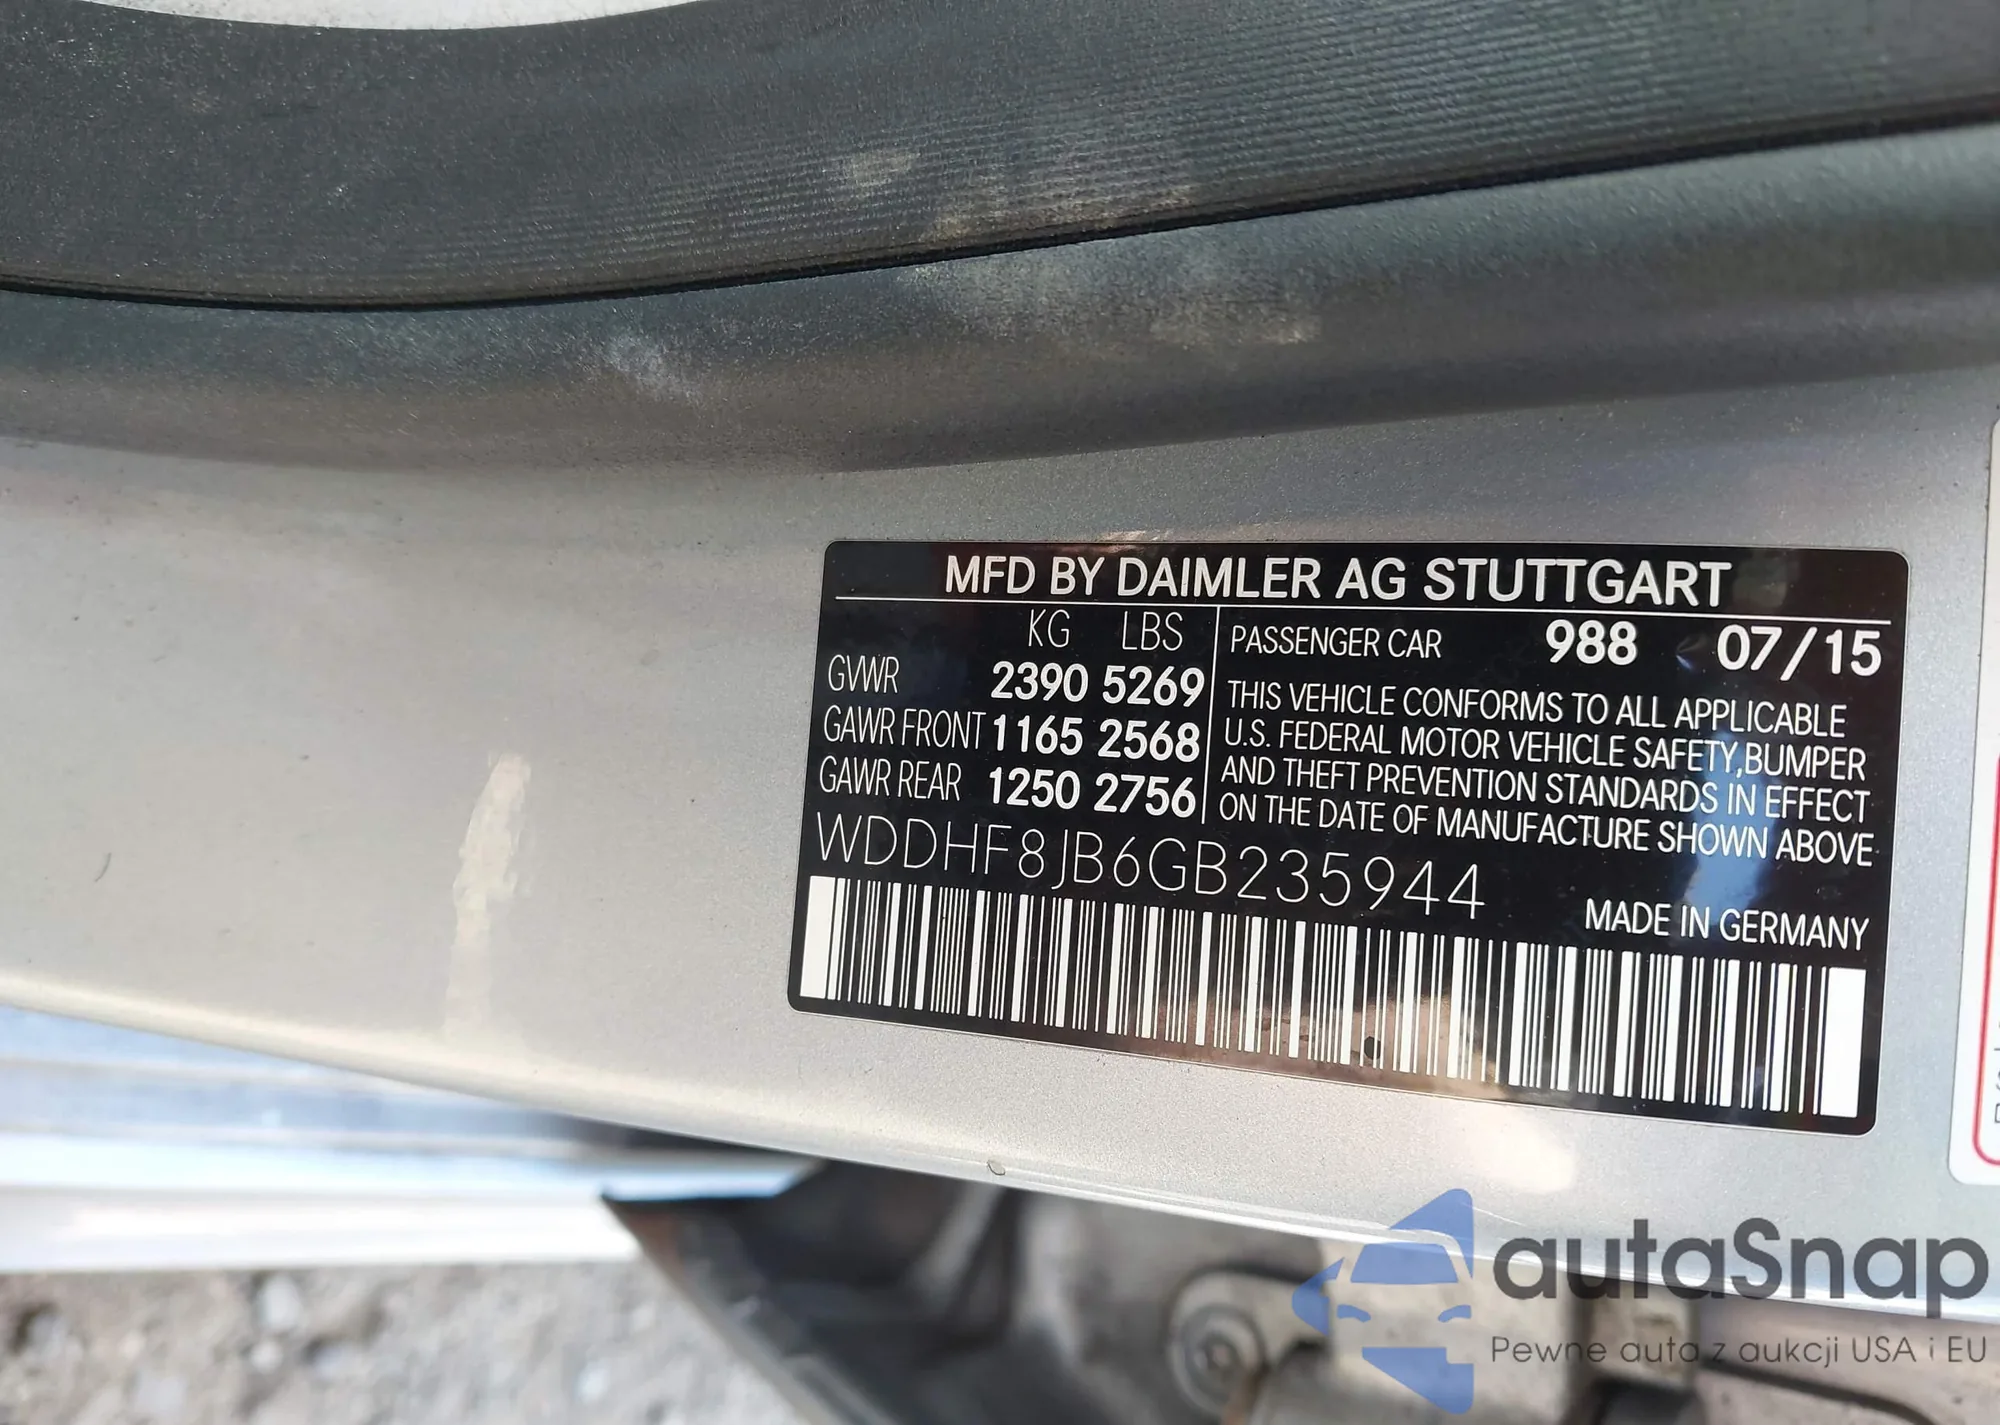 MFD BY DAIMLER AG STUTTGART
KG LBS
GVWR 2390 5269
GAWR FRONT 1165 2568
GAWR REAR 1250 2756
PASSENGER CAR 988 07/15
THIS VEHICLE CONFORMS TO ALL APPLICABLE
U.S. FEDERAL MOTOR VEHICLE SAFETY,BUMPER
AND THEFT PREVENTION STANDARDS IN EFFECT
ON THE DATE OF MANUFACTURE SHOWN ABOVE
WDDHF8JB6GB235944
MADE IN GERMANY
autaSnap
Pewne auta z aukcji USA i EU